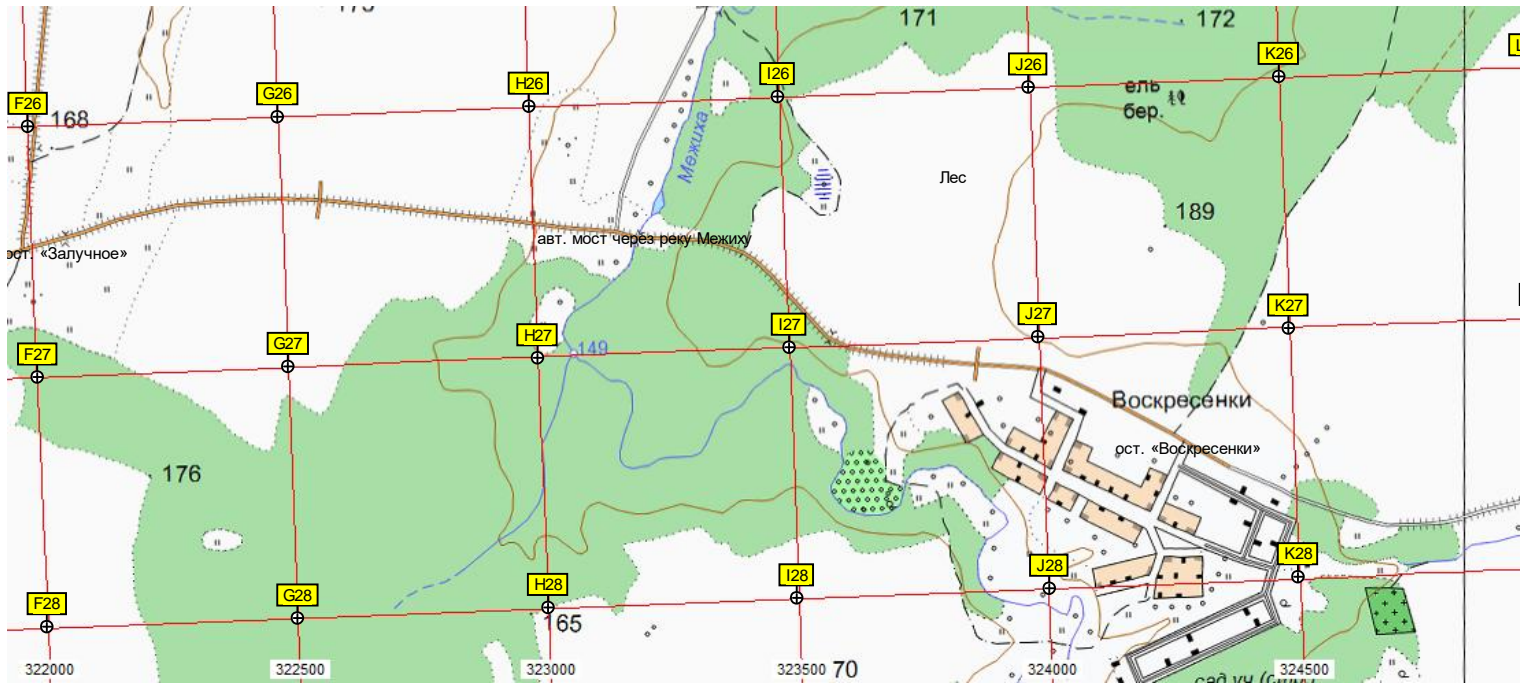 171
172
K26
J26
I26
ель
бер.
H26
G26
F26
168
Межиха
Лес
189
авт. мост через реку Межиху
ост. «Залучное»
K27
J27
I27
H27
149
G27
F27
Воскресенки
ост. «Воскресенки»
176
K28
J28
I28
H28
G28
F28
165
322000
322500
323000
323500
70
324000
324500
сад уч